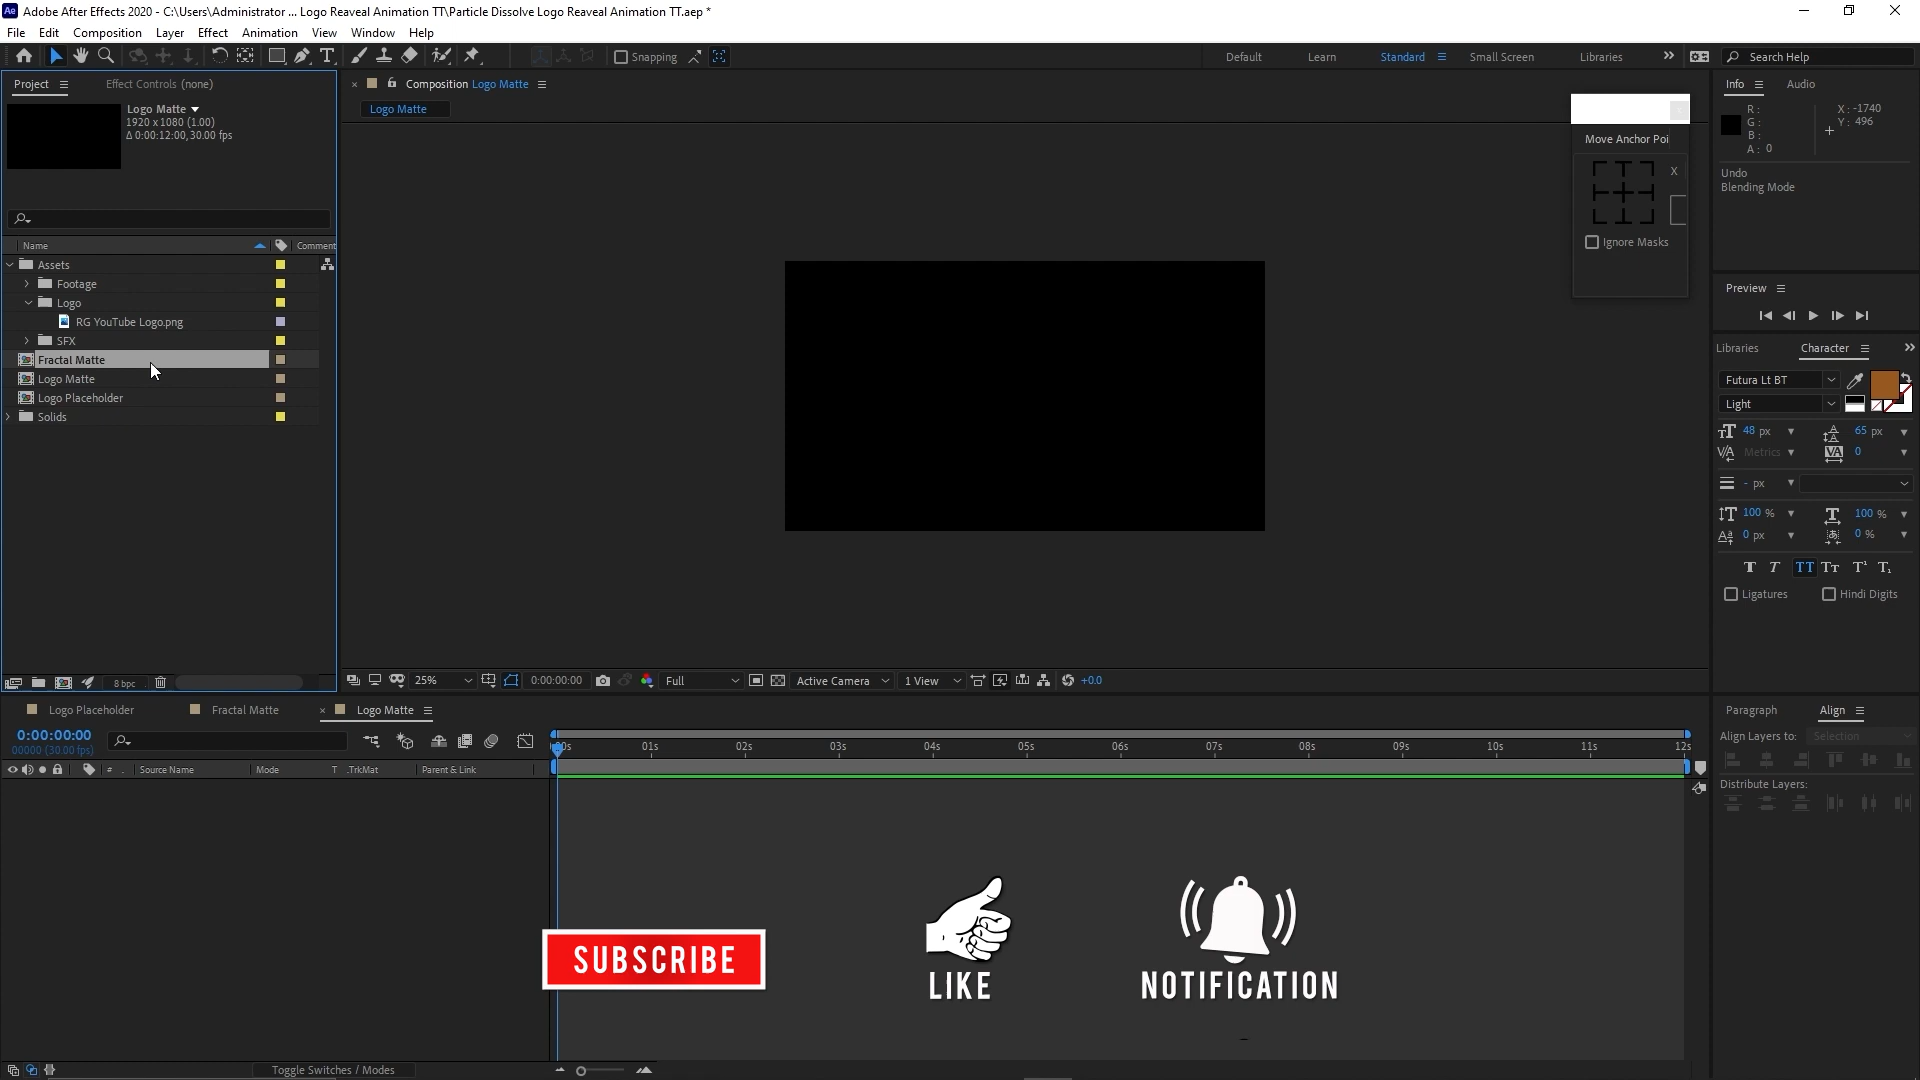 Adobe After Effects 2020 - C:\Users\Administrator ... Logo Reaveal Animation TT\Particle Dissolve Logo Reaveal Animation TT.aep *
File Edit Composition Layer Effect Animation View Window Help
Snapping
Default Learn Standard Small Screen Libraries
Search Help
Project Effect Controls (none)
Logo Matte
1920 x 1080 (1.00)
Δ 0:00:12:00, 30.00 fps
Name Comment
Assets
Footage
Logo
RG YouTube Logo.png
SFX
Fractal Matte
Logo Matte
Logo Placeholder
Solids
8 bpc
Composition Logo Matte
Logo Matte
Move Anchor Poi
X
Ignore Masks
25% 0:00:00:00 Full Active Camera 1 View +0.0
Info Audio
R: X: -1740
G: Y: 496
B:
A: 0
Undo
Blending Mode
Preview
Libraries Character
Futura Lt BT
Light
48 px 65 px
Metrics 0
- px
100 % 100 %
0 px 0 %
Ligatures Hindi Digits
Logo Placeholder Fractal Matte Logo Matte
0:00:00:00
00000 (30.00 fps)
# Source Name Mode T .TrkMat Parent & Link
01s 02s 03s 04s 05s 06s 07s 08s 09s 10s 11s 12s
Toggle Switches / Modes
Paragraph Align
Align Layers to: Selection
Distribute Layers:
SUBSCRIBE
LIKE
NOTIFICATION